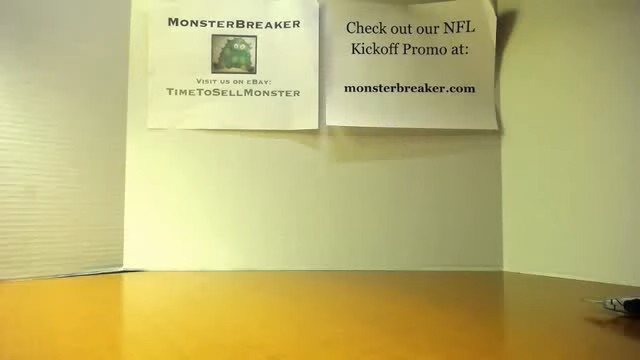 MONSTERBREAKER
VISIT US ON EBAY:
TIMETOSELLMONSTER
Check out our NFL
Kickoff Promo at:
monsterbreaker.com